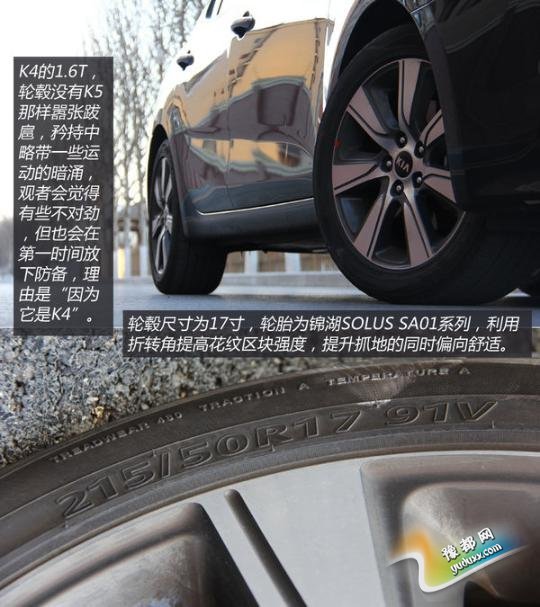 K4的1.6T，
轮毂没有K5
那样嚣张跋
扈，矜持中
略带一些运
动的暗涌，
观者会觉得
有些不对劲
，但也会在
第一时间放
下防备，理
由是“因为
它是K4”。
KIA
轮毂尺寸为17寸，轮胎为锦湖SOLUS SA01系列，利用
折转角提高花纹区块强度，提升抓地的同时偏向舒适。
TREADWEAR 480 TRACTION A TEMPERATURE A
215/50R17 91V
豫都网
yuduxx.com